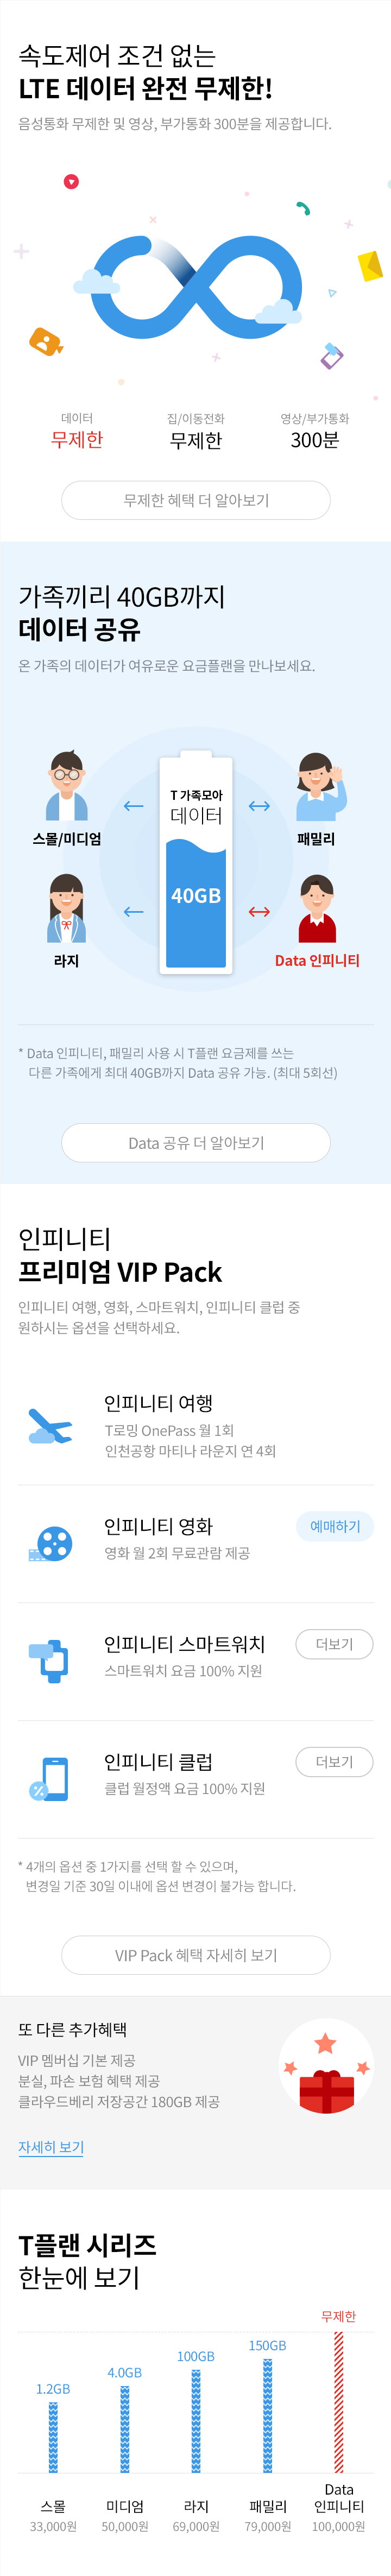 속도제어 조건 없는
LTE 데이터 완전 무제한!
음성통화 무제한 및 영상, 부가통화 300분을 제공합니다.
데이터 집/이동전화 영상/부가통화
무제한 무제한 300분
무제한 혜택 더 알아보기
가족끼리 40GB까지
데이터 공유
온 가족의 데이터가 여유로운 요금플랜을 만나보세요.
T 가족모아
데이터
스몰/미디엄 패밀리
40GB
라지 Data 인피니티
* Data 인피니티, 패밀리 사용 시 T플랜 요금제를 쓰는
다른 가족에게 최대 40GB까지 Data 공유 가능. (최대 5회선)
Data 공유 더 알아보기
인피니티
프리미엄 VIP Pack
인피니티 여행, 영화, 스마트워치, 인피니티 클럽 중
원하시는 옵션을 선택하세요.
인피니티 여행
T로밍 OnePass 월 1회
인천공항 마티나 라운지 연 4회
인피니티 영화 예매하기
영화 월 2회 무료관람 제공
인피니티 스마트워치 더보기
스마트워치 요금 100% 지원
인피니티 클럽 더보기
클럽 월정액 요금 100% 지원
* 4개의 옵션 중 1가지를 선택 할 수 있으며,
변경일 기준 30일 이내에 옵션 변경이 불가능 합니다.
VIP Pack 혜택 자세히 보기
또 다른 추가혜택
VIP 멤버십 기본 제공
분실, 파손 보험 혜택 제공
클라우드베리 저장공간 180GB 제공
자세히 보기
T플랜 시리즈
한눈에 보기
무제한
150GB
100GB
4.0GB
1.2GB
스몰 미디엄 라지 패밀리 Data 인피니티
33,000원 50,000원 69,000원 79,000원 100,000원